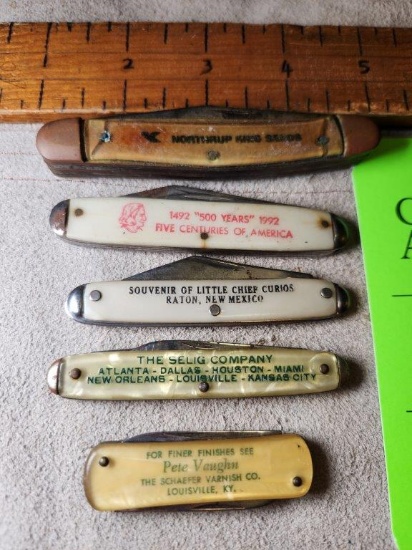 2 3 4 5
NORTHRUP KING SEEDS
1492 "500 YEARS" 1992
FIVE CENTURIES OF AMERICA
SOUVENIR OF LITTLE CHIEF CURIOS
RATON, NEW MEXICO
THE SELIG COMPANY
ATLANTA - DALLAS - HOUSTON - MIAMI
NEW ORLEANS - LOUISVILLE - KANSAS CITY
FOR FINER FINISHES SEE
Pete Vaughn
THE SCHAEFER VARNISH CO.
LOUISVILLE, KY.